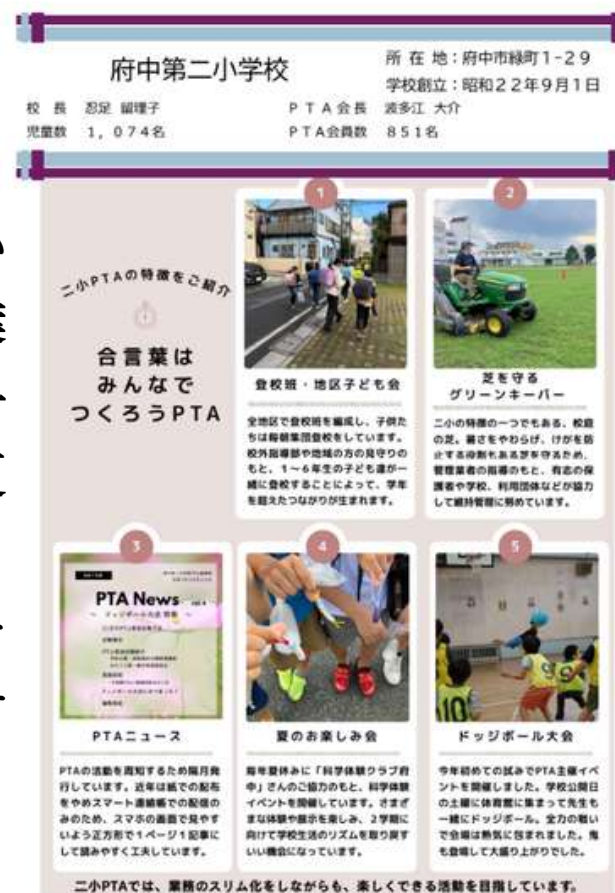 府中第二小学校
所在地：府中市緑町1-29
学校創立：昭和22年9月1日
校長 忍足 留理子
PTA会長 波多江 大介
児童数 1,074名
PTA会員数 851名
二小PTAの特徴をご紹介
合言葉は
みんなで
つくろうPTA
1
登校班・地区子ども会
全地区で登校班を編成し、子供た
ちは毎朝集団登校をしています。
校外指導部や地域の方の見守りの
もと、1～6年生の子ども達が一
緒に登校することによって、学年
を超えたつながりが生まれます。
2
芝を守る
グリーンキーパー
二小の特徴の一つでもある、校庭
の芝。暑さをやわらげ、けがを防
止する役割もある芝を守るため、
管理業者の指導のもと、有志の保
護者や学校、利用団体などが協力
して維持管理に努めています。
3
PTA News
PTAニュース
PTAの活動を周知するため隔月発
行しています。近年は紙での配布
をやめスマート連絡帳での配信の
みのため、スマホの画面で見やす
いよう正方形で1ページ1記事に
して読みやすく工夫しています。
4
夏のお楽しみ会
毎年夏休みに「科学体験クラブ府
中」さんのご協力のもと、科学体験
イベントを開催しています。さまざ
まな体験や展示を楽しみ、2学期に
向けて学校生活のリズムを取り戻す
いい機会になっています。
5
10
9
ドッジボール大会
今年初めての試みでPTA主催イベ
ントを開催しました。学校公開日
の土曜に体育館に集まって先生も
一緒にドッジボール。全力の戦い
で会場は熱気に包まれました。鬼
も登場して大盛り上がりでした。
二小PTAでは、業務のスリム化をしながらも、楽しくできる活動を目指しています。